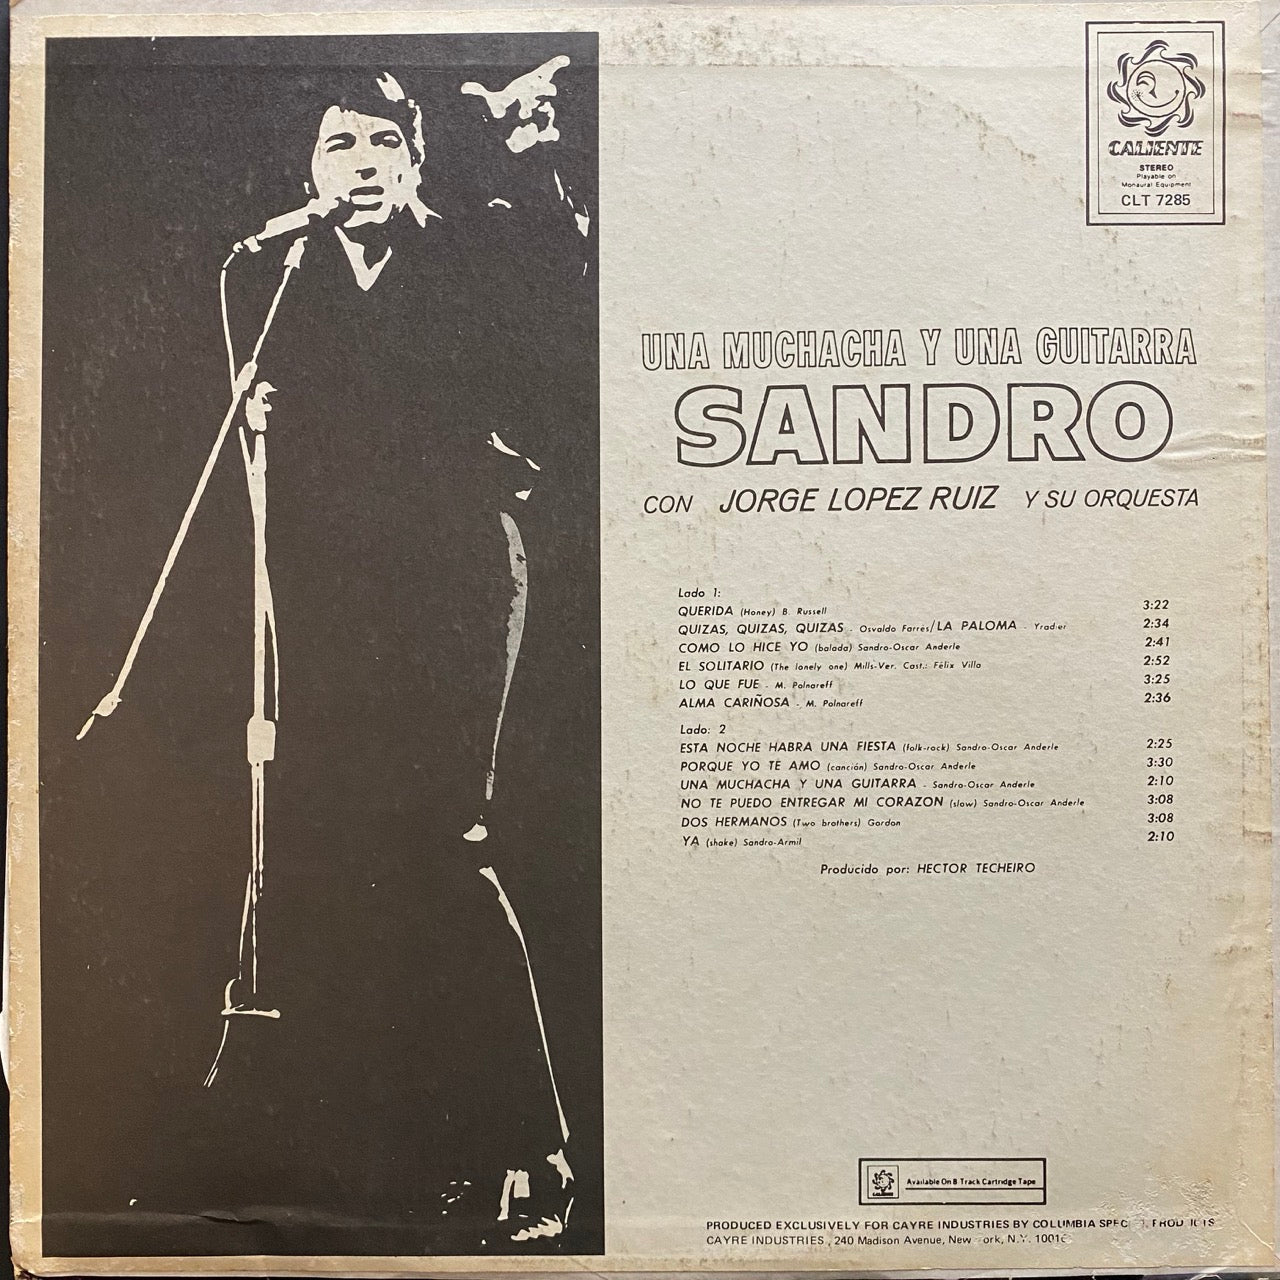 CALIENTE
STEREO
Playable on
Monaural Equipment
CLT 7285
UNA MUCHACHA Y UNA GUITARRA
SANDRO
CON JORGE LOPEZ RUIZ Y SU ORQUESTA
Lado 1:
QUERIDA (Honey) B. Russell 3:22
QUIZAS, QUIZAS, QUIZAS - Osvaldo Farrés/LA PALOMA - Yradier 2:34
COMO LO HICE YO (balada) Sandro-Oscar Anderle 2:41
EL SOLITARIO (The lonely one) Mills-Ver. Cast.: Félix Villa 2:52
LO QUE FUE - M. Polnareff 3:25
ALMA CARIÑOSA - M. Polnareff 2:36
Lado: 2
ESTA NOCHE HABRA UNA FIESTA (folk-rock) Sandro-Oscar Anderle 2:25
PORQUE YO TE AMO (canción) Sandro-Oscar Anderle 3:30
UNA MUCHACHA Y UNA GUITARRA - Sandro-Oscar Anderle 2:10
NO TE PUEDO ENTREGAR MI CORAZON (slow) Sandro-Oscar Anderle 3:08
DOS HERMANOS (Two brothers) Gordon 3:08
YA (shake) Sandro-Armil 2:10
Producido por: HECTOR TECHEIRO
CALIENTE
Available On 8 Track Cartridge Tape
PRODUCED EXCLUSIVELY FOR CAYRE INDUSTRIES BY COLUMBIA
CAYRE INDUSTRIES, 240 Madison Avenue, New N.Y.